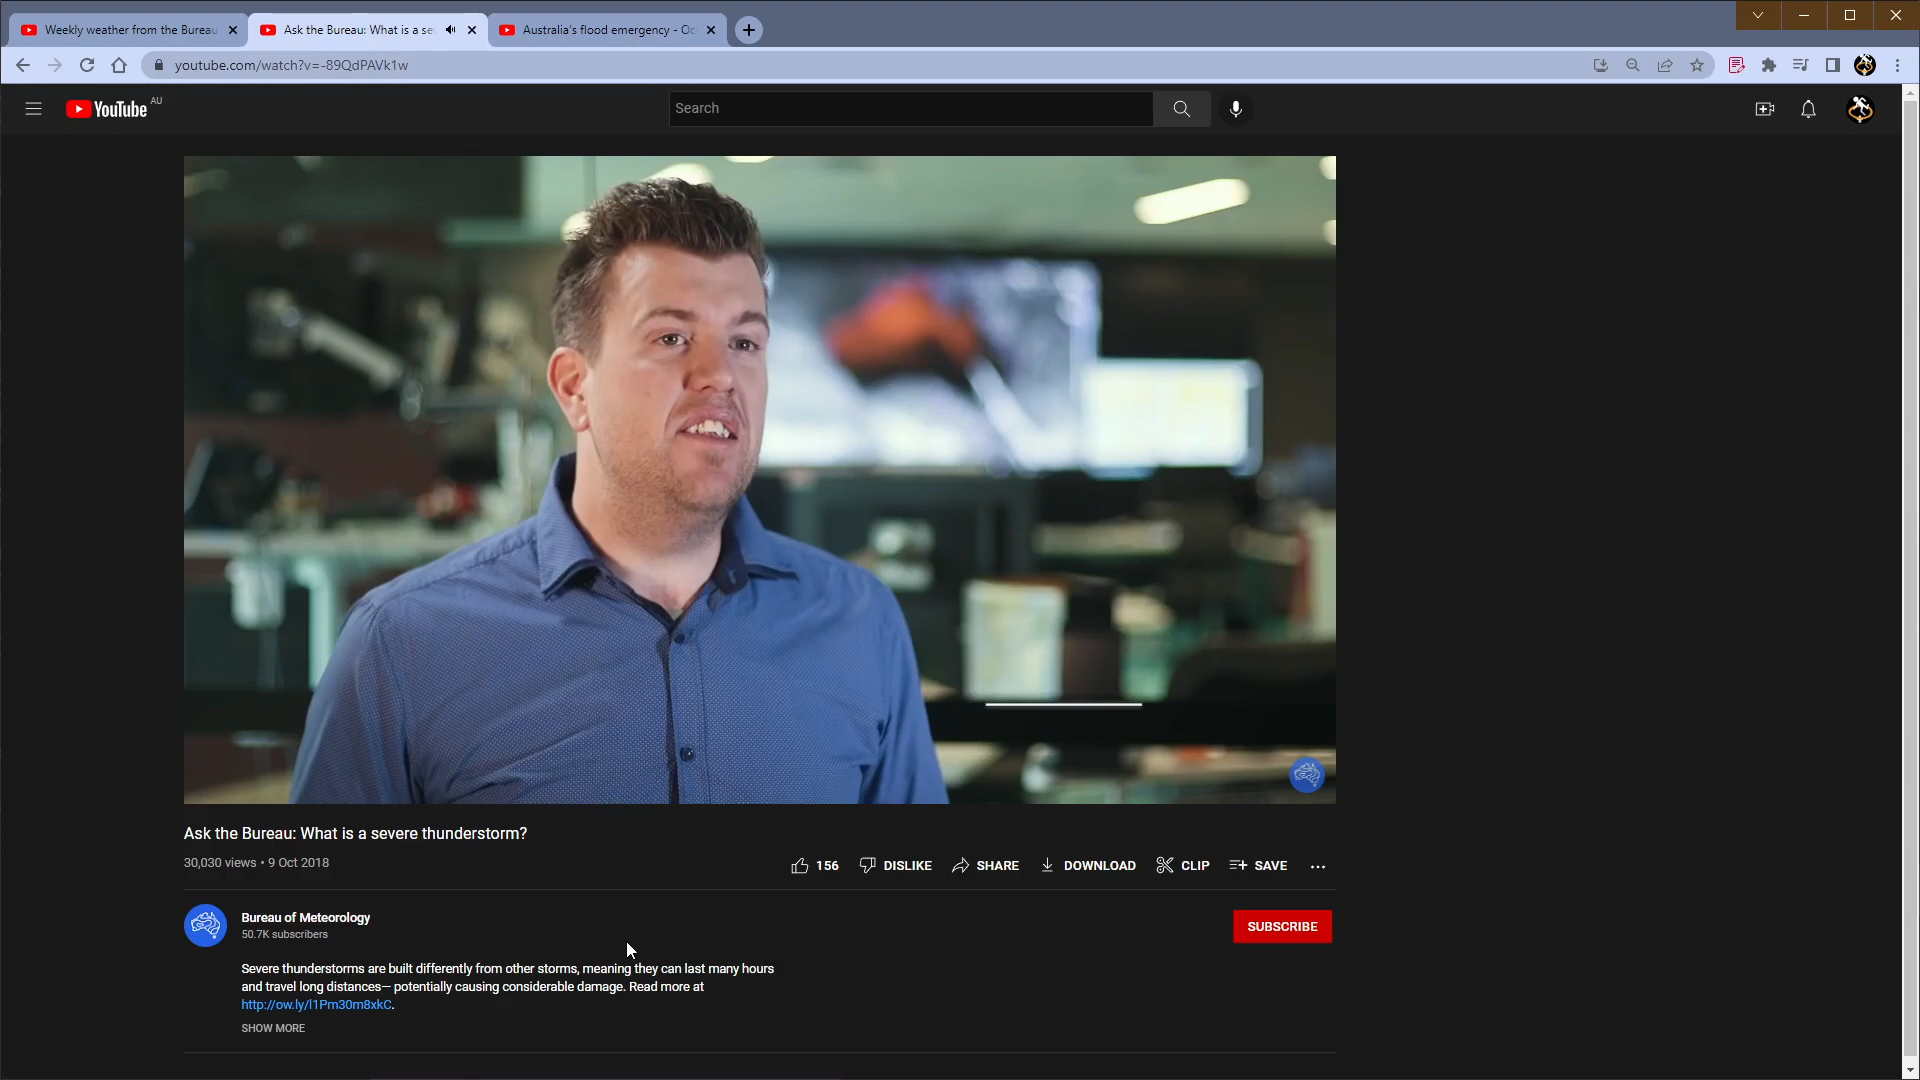 Weekly weather from the Bureau
Ask the Bureau: What is a se
Australia's flood emergency - Oc
youtube.com/watch?v=-89QdPAVk1w
YouTube AU
Search
Ask the Bureau: What is a severe thunderstorm?
30,030 views • 9 Oct 2018
156 DISLIKE SHARE DOWNLOAD CLIP SAVE
Bureau of Meteorology
50.7K subscribers
SUBSCRIBE
Severe thunderstorms are built differently from other storms, meaning they can last many hours
and travel long distances— potentially causing considerable damage. Read more at
http://ow.ly/l1Pm30m8xkC.
SHOW MORE